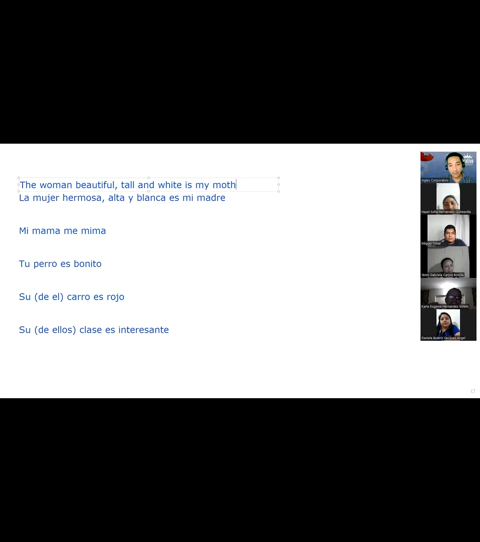 The woman beautiful, tall and white is my moth
La mujer hermosa, alta y blanca es mi madre
Mi mama me mima
Tu perro es bonito
Su (de el) carro es rojo
Su (de ellos) clase es interesante